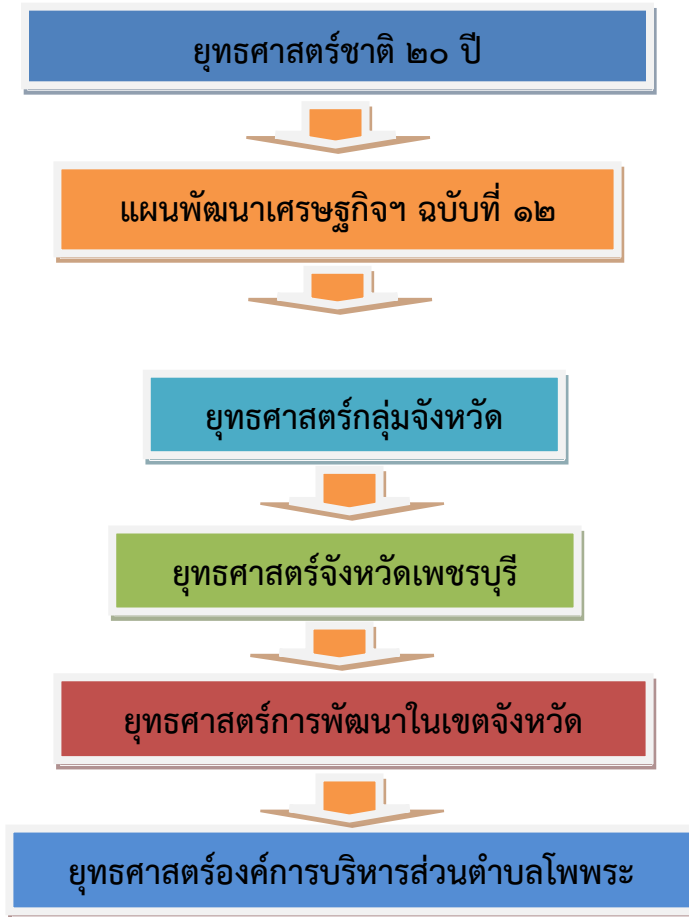 ยุทธศาสตร์ชาติ ๒๐ ปี
แผนพัฒนาเศรษฐกิจฯ ฉบับที่ ๑๒
ยุทธศาสตร์กลุ่มจังหวัด
ยุทธศาสตร์จังหวัดเพชรบุรี
ยุทธศาสตร์การพัฒนาในเขตจังหวัด
ยุทธศาสตร์องค์การบริหารส่วนตำบลโพพระ